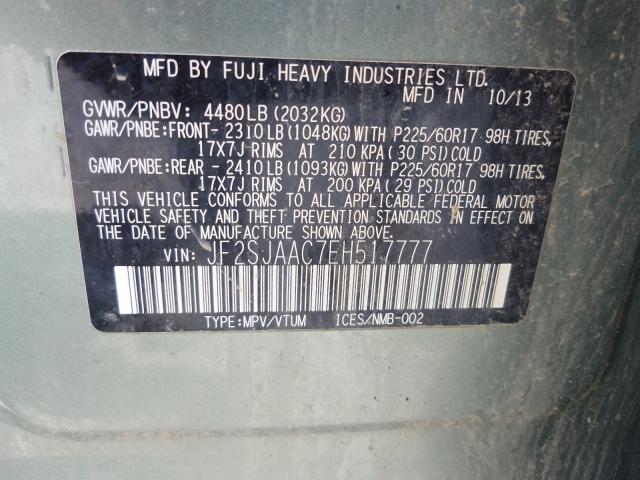 MFD BY FUJI HEAVY INDUSTRIES LTD.
MFD IN 10/13
GVWR/PNBV: 4480LB(2032KG)
GAWR/PNBE:FRONT- 2310LB(1048KG)WITH P225/60R17 98H TIRES,
17X7J RIMS AT 210 KPA(30 PSI)COLD
GAWR/PNBE:REAR - 2410LB(1093KG)WITH P225/60R17 98H TIRES,
17X7J RIMS AT 200 KPA(29 PSI)COLD
THIS VEHICLE CONFORMS TO ALL APPLICABLE FEDERAL MOTOR
VEHICLE SAFETY AND THEFT PREVENTION STANDARDS IN EFFECT ON
THE DATE OF MANUFACTURE SHOWN ABOVE.
VIN: JF2SJAAC7EH517777
TYPE:MPV/VTUM ICES/NMB-002